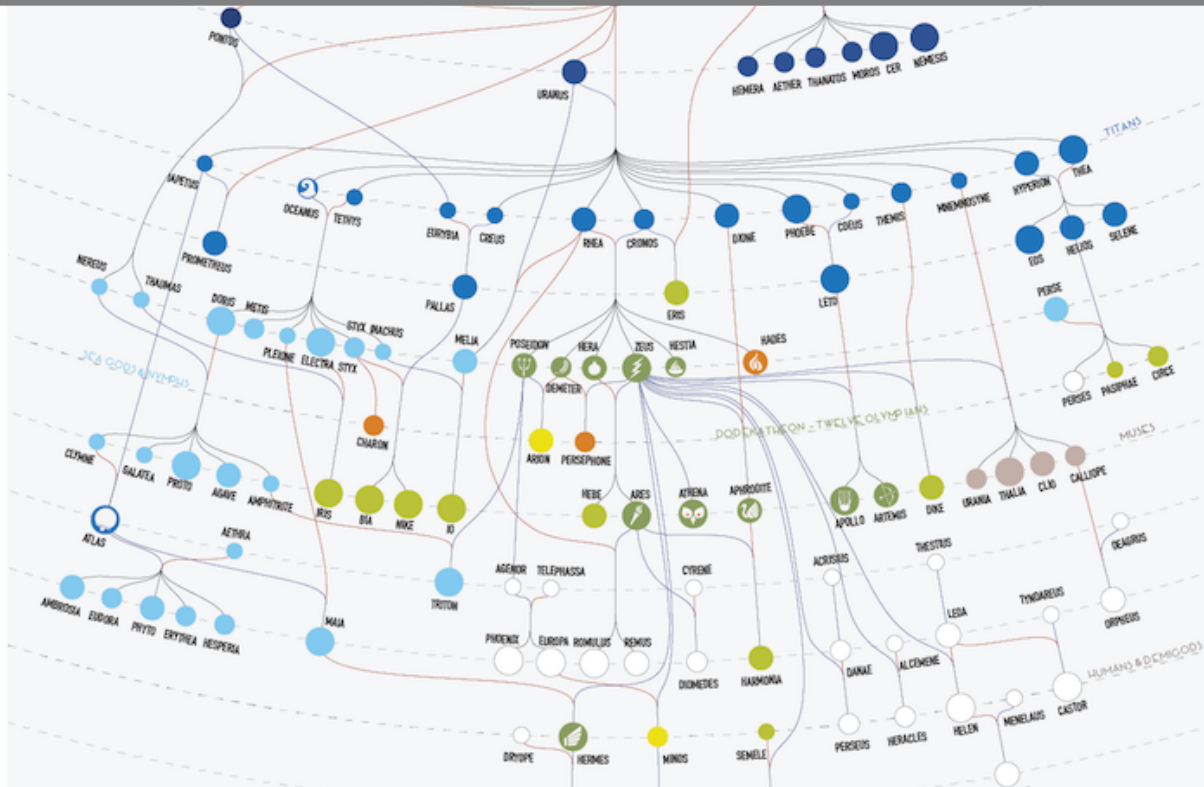 PONTOS
URANUS
HEMERA
AETHER
THANATOS
MOROS
CER
NEMESIS
TITANS
IAPETUS
OCEANUS
TETHYS
EURYBIA
CREUS
RHEA
CRONOS
DIONE
PHOEBE
COEUS
THEMIS
MNEMNOSYNE
HYPERION
THEA
PROMETHEUS
PALLAS
ERIS
LETO
EOS
HELIOS
SELENE
NEREUS
THAUMAS
DORIS
METIS
PLEXIONE
ELECTRA
STYX
STYX
INACHUS
MELIA
POSEIDON
HERA
ZEUS
HESTIA
DEMETER
HADES
PERSE
PERSES
PASIPHAE
CIRCE
SEA GODS & NYMPHS
CHARON
ARION
PERSEPHONE
DODEKATHEON - TWELVE OLYMPIANS
MUSES
CLYMNE
GALATEA
PROTO
AGAVE
AMPHITRITE
IRIS
BIA
NIKE
IO
HEBE
ARES
ATHENA
APHRODITE
APOLLO
ARTEMIS
DIKE
URANIA
THALIA
CLIO
CALLIOPE
ATLAS
AETHRA
AGENOR
TELEPHASSA
CYRENE
ACRISIUS
THESTIUS
OEAGRUS
AMBROSIA
EUDORA
PHYTO
ERYTHEA
HESPERIA
MAIA
TRITON
PHOENIX
EUROPA
ROMULUS
REMUS
DIOMEDES
HARMONIA
DANAE
ALCEMENE
LEDA
TYNDAREUS
ORPHEUS
HUMANS & DEMIGODS
DRYOPE
HERMES
MINOS
SEMELE
PERSEUS
HERACLES
HELEN
MENELAUS
CASTOR